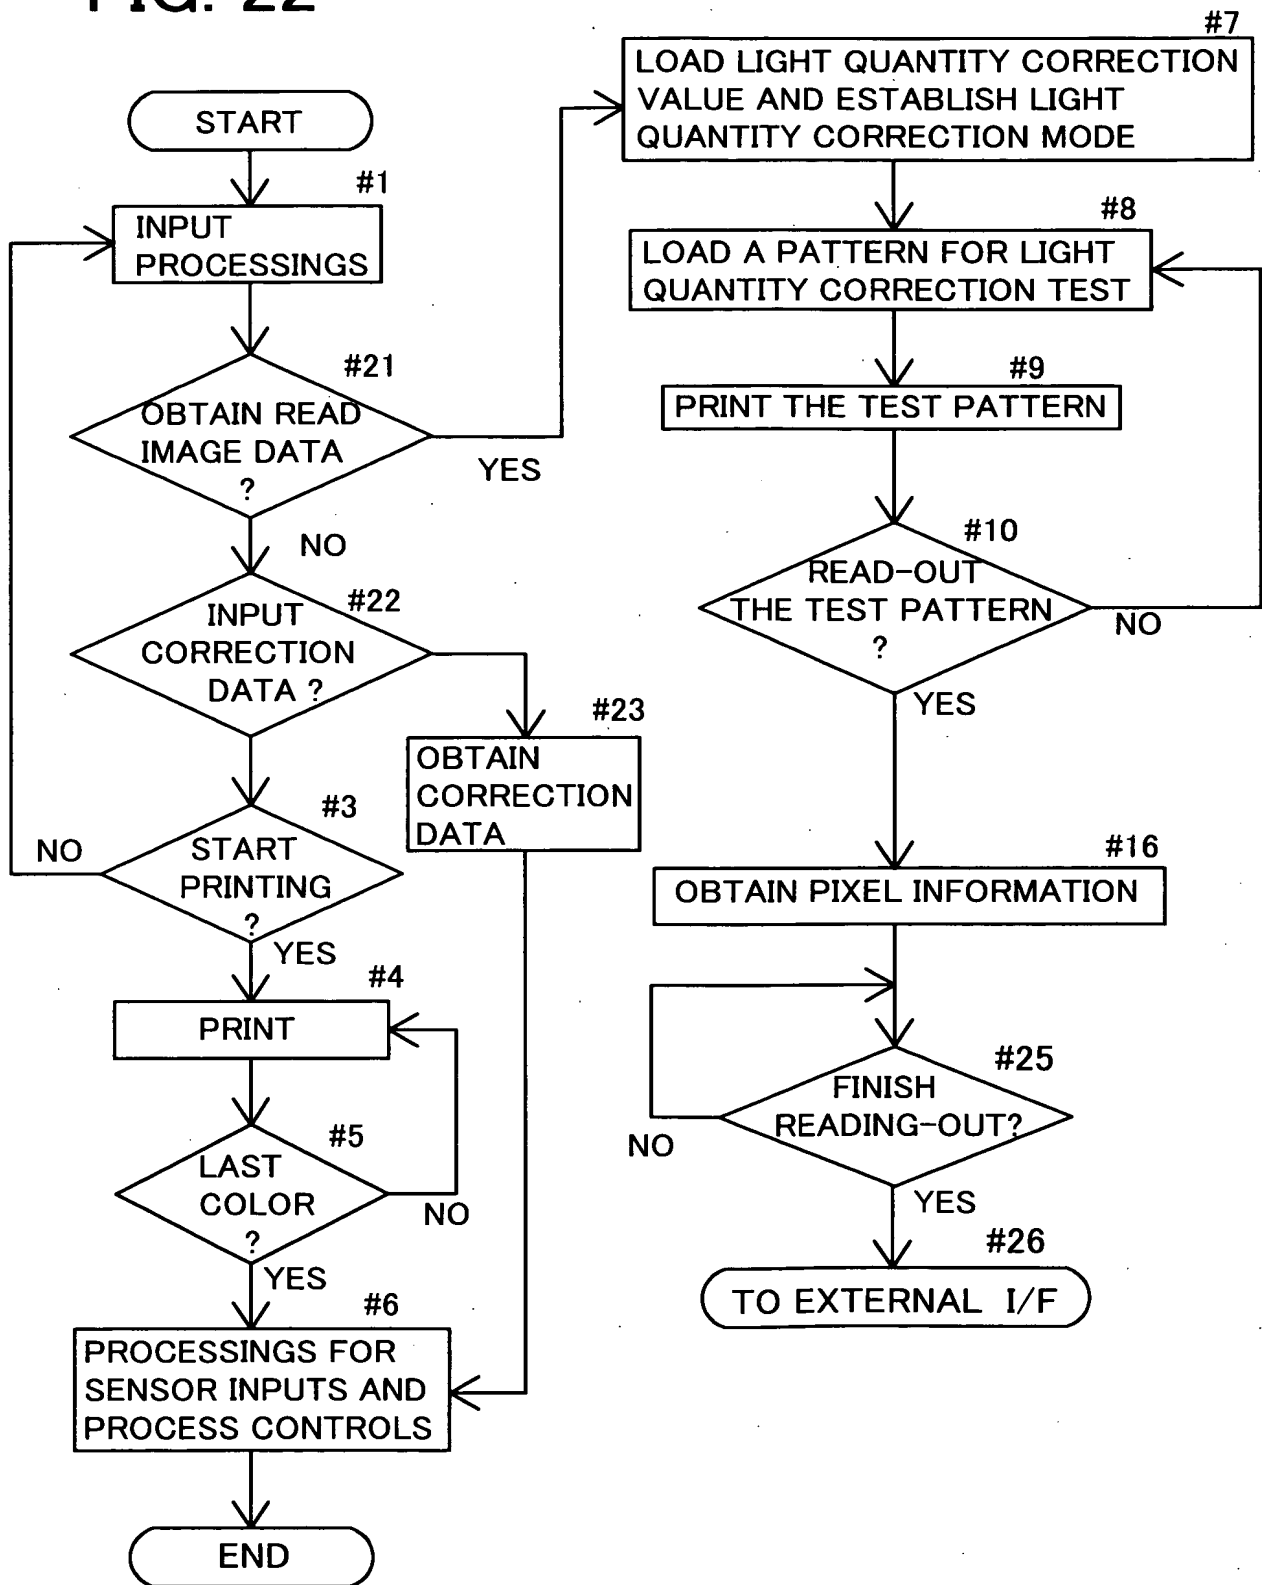 FIG. 22
START
#1
INPUT
PROCESSINGS
#21
OBTAIN READ
IMAGE DATA
?
YES
NO
#22
INPUT
CORRECTION
DATA ?
#23
OBTAIN
CORRECTION
DATA
#3
START
PRINTING
?
NO
YES
#4
PRINT
#5
LAST
COLOR
?
NO
YES
#6
PROCESSINGS FOR
SENSOR INPUTS AND
PROCESS CONTROLS
END
#7
LOAD LIGHT QUANTITY CORRECTION
VALUE AND ESTABLISH LIGHT
QUANTITY CORRECTION MODE
#8
LOAD A PATTERN FOR LIGHT
QUANTITY CORRECTION TEST
#9
PRINT THE TEST PATTERN
#10
READ-OUT
THE TEST PATTERN
?
NO
YES
#16
OBTAIN PIXEL INFORMATION
#25
FINISH
READING-OUT?
NO
YES
#26
TO EXTERNAL I/F